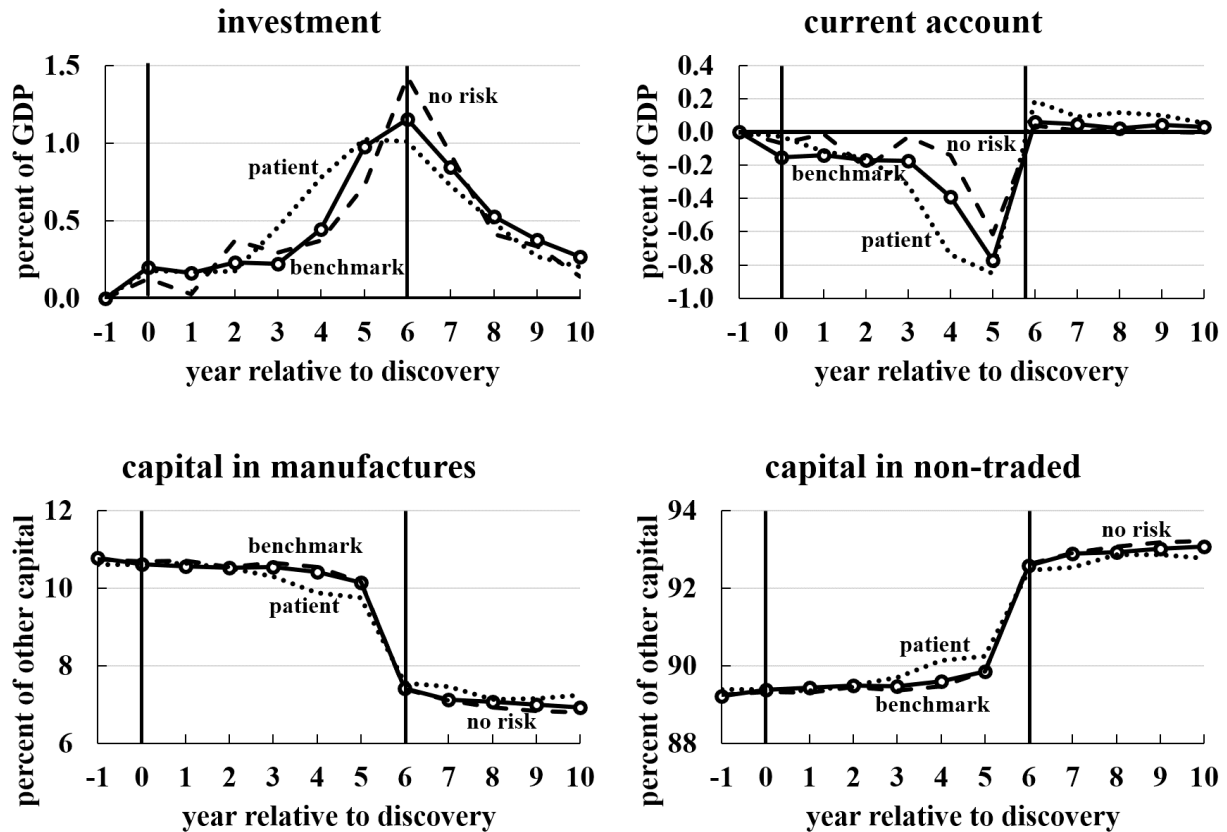 investment
percent of GDP
1.5
1.0
0.5
0.0
no risk
patient
benchmark
-1 0 1 2 3 4 5 6 7 8 9 10
year relative to discovery
current account
percent of GDP
0.4
0.2
0.0
-0.2
-0.4
-0.6
-0.8
-1.0
no risk
benchmark
patient
-1 0 1 2 3 4 5 6 7 8 9 10
year relative to discovery
capital in manufactures
percent of other capital
12
10
8
6
benchmark
patient
no risk
-1 0 1 2 3 4 5 6 7 8 9 10
year relative to discovery
capital in non-traded
percent of other capital
94
92
90
88
no risk
patient
benchmark
-1 0 1 2 3 4 5 6 7 8 9 10
year relative to discovery